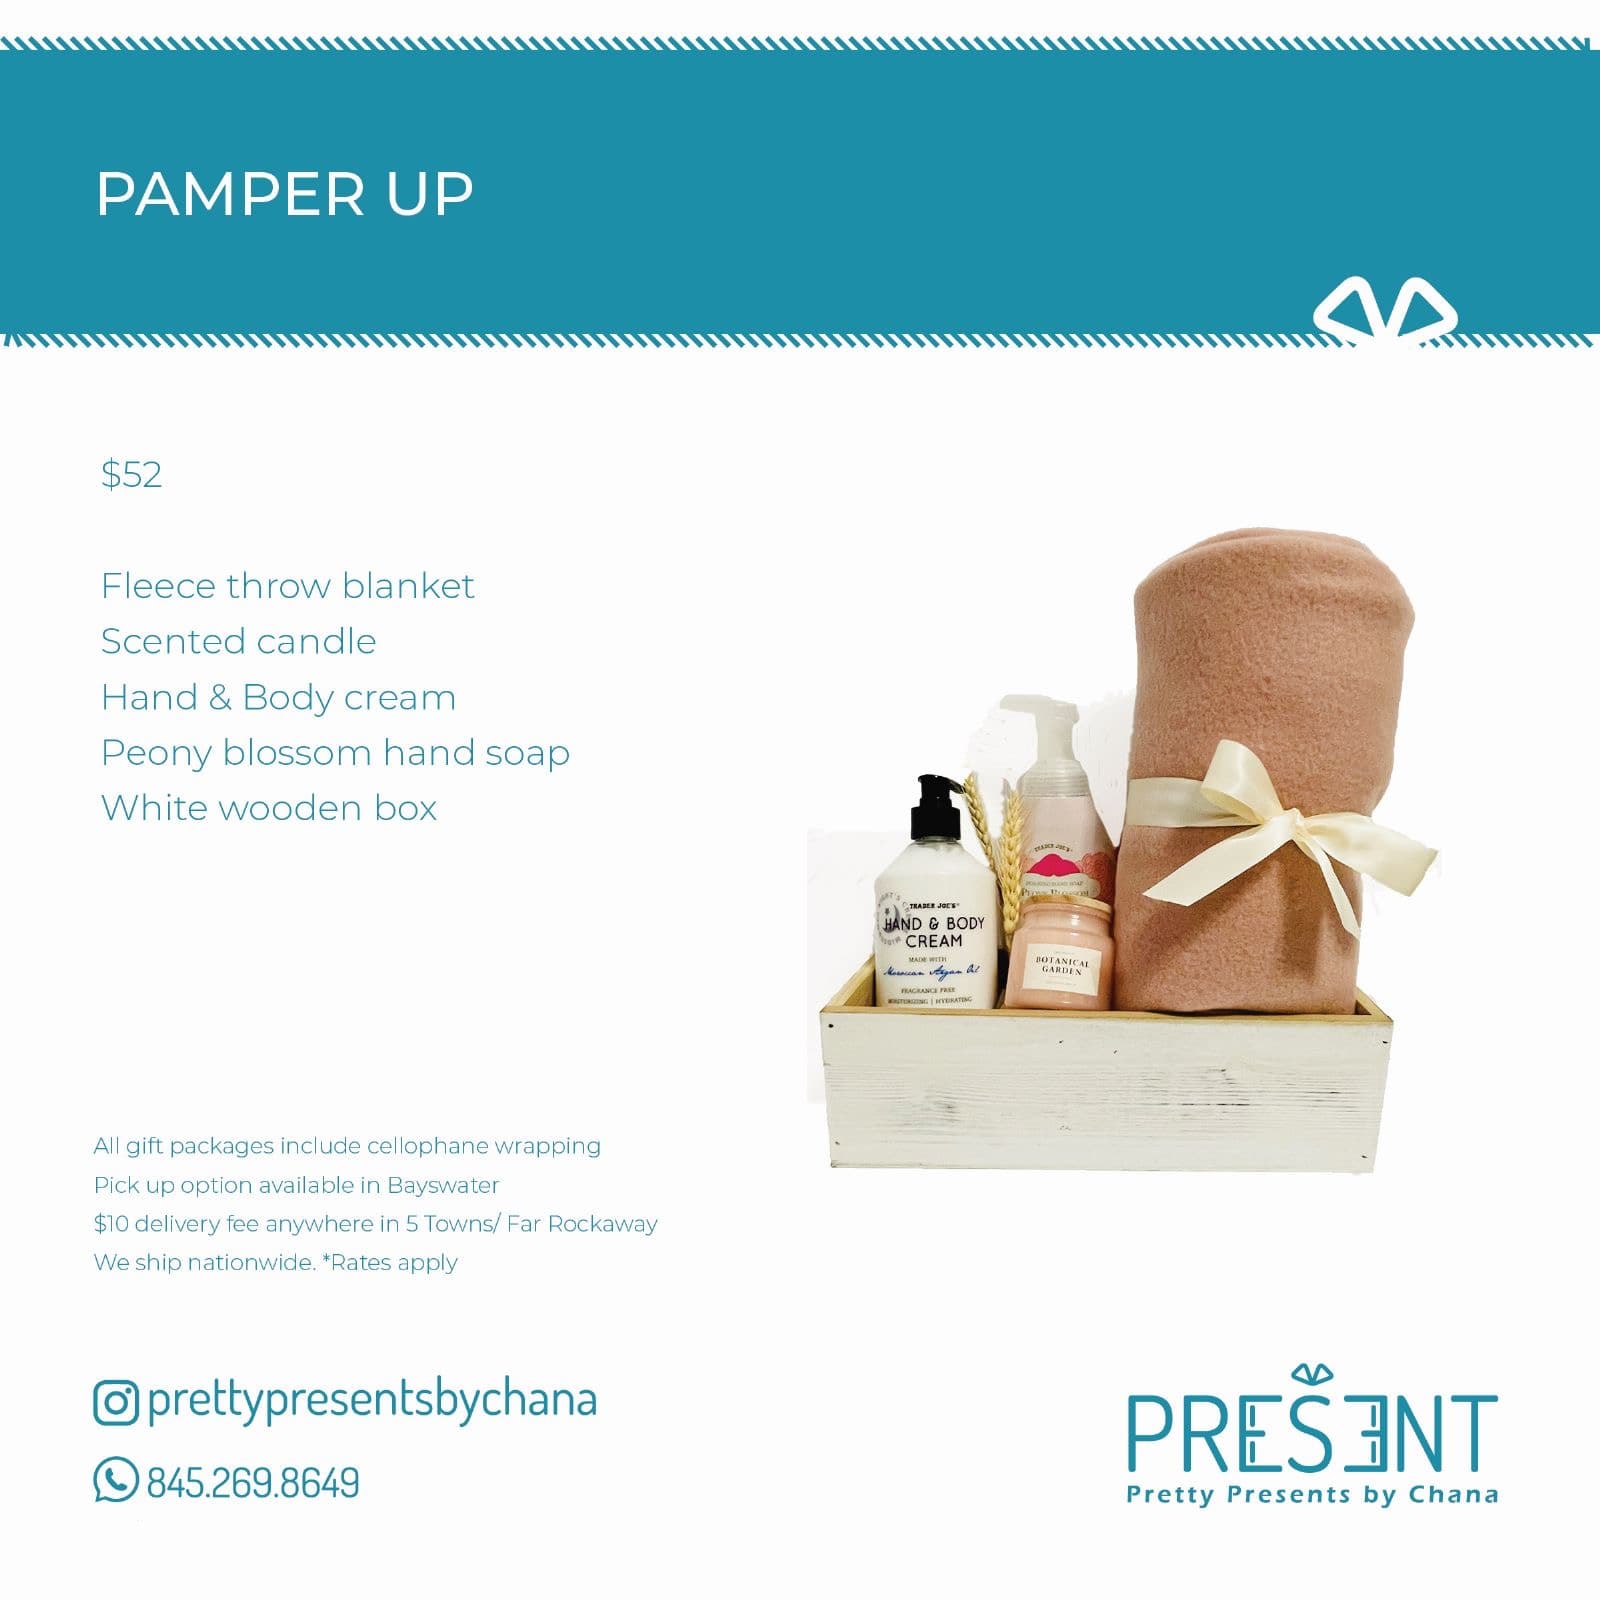 PAMPER UP
$52
Fleece throw blanket
Scented candle
Hand & Body cream
Peony blossom hand soap
White wooden box
TRADER JOE'S
HAND & BODY
CREAM
MADE WITH
Moroccan Argan Oil
FRAGRANCE FREE
MOISTURIZING | HYDRATING
TRADER JOE'S
PEONY BLOSSOM
BOTANICAL
GARDEN
All gift packages include cellophane wrapping
Pick up option available in Bayswater
$10 delivery fee anywhere in 5 Towns/ Far Rockaway
We ship nationwide. *Rates apply
prettypresentsbychana
845.269.8649
PRESENT
Pretty Presents by Chana